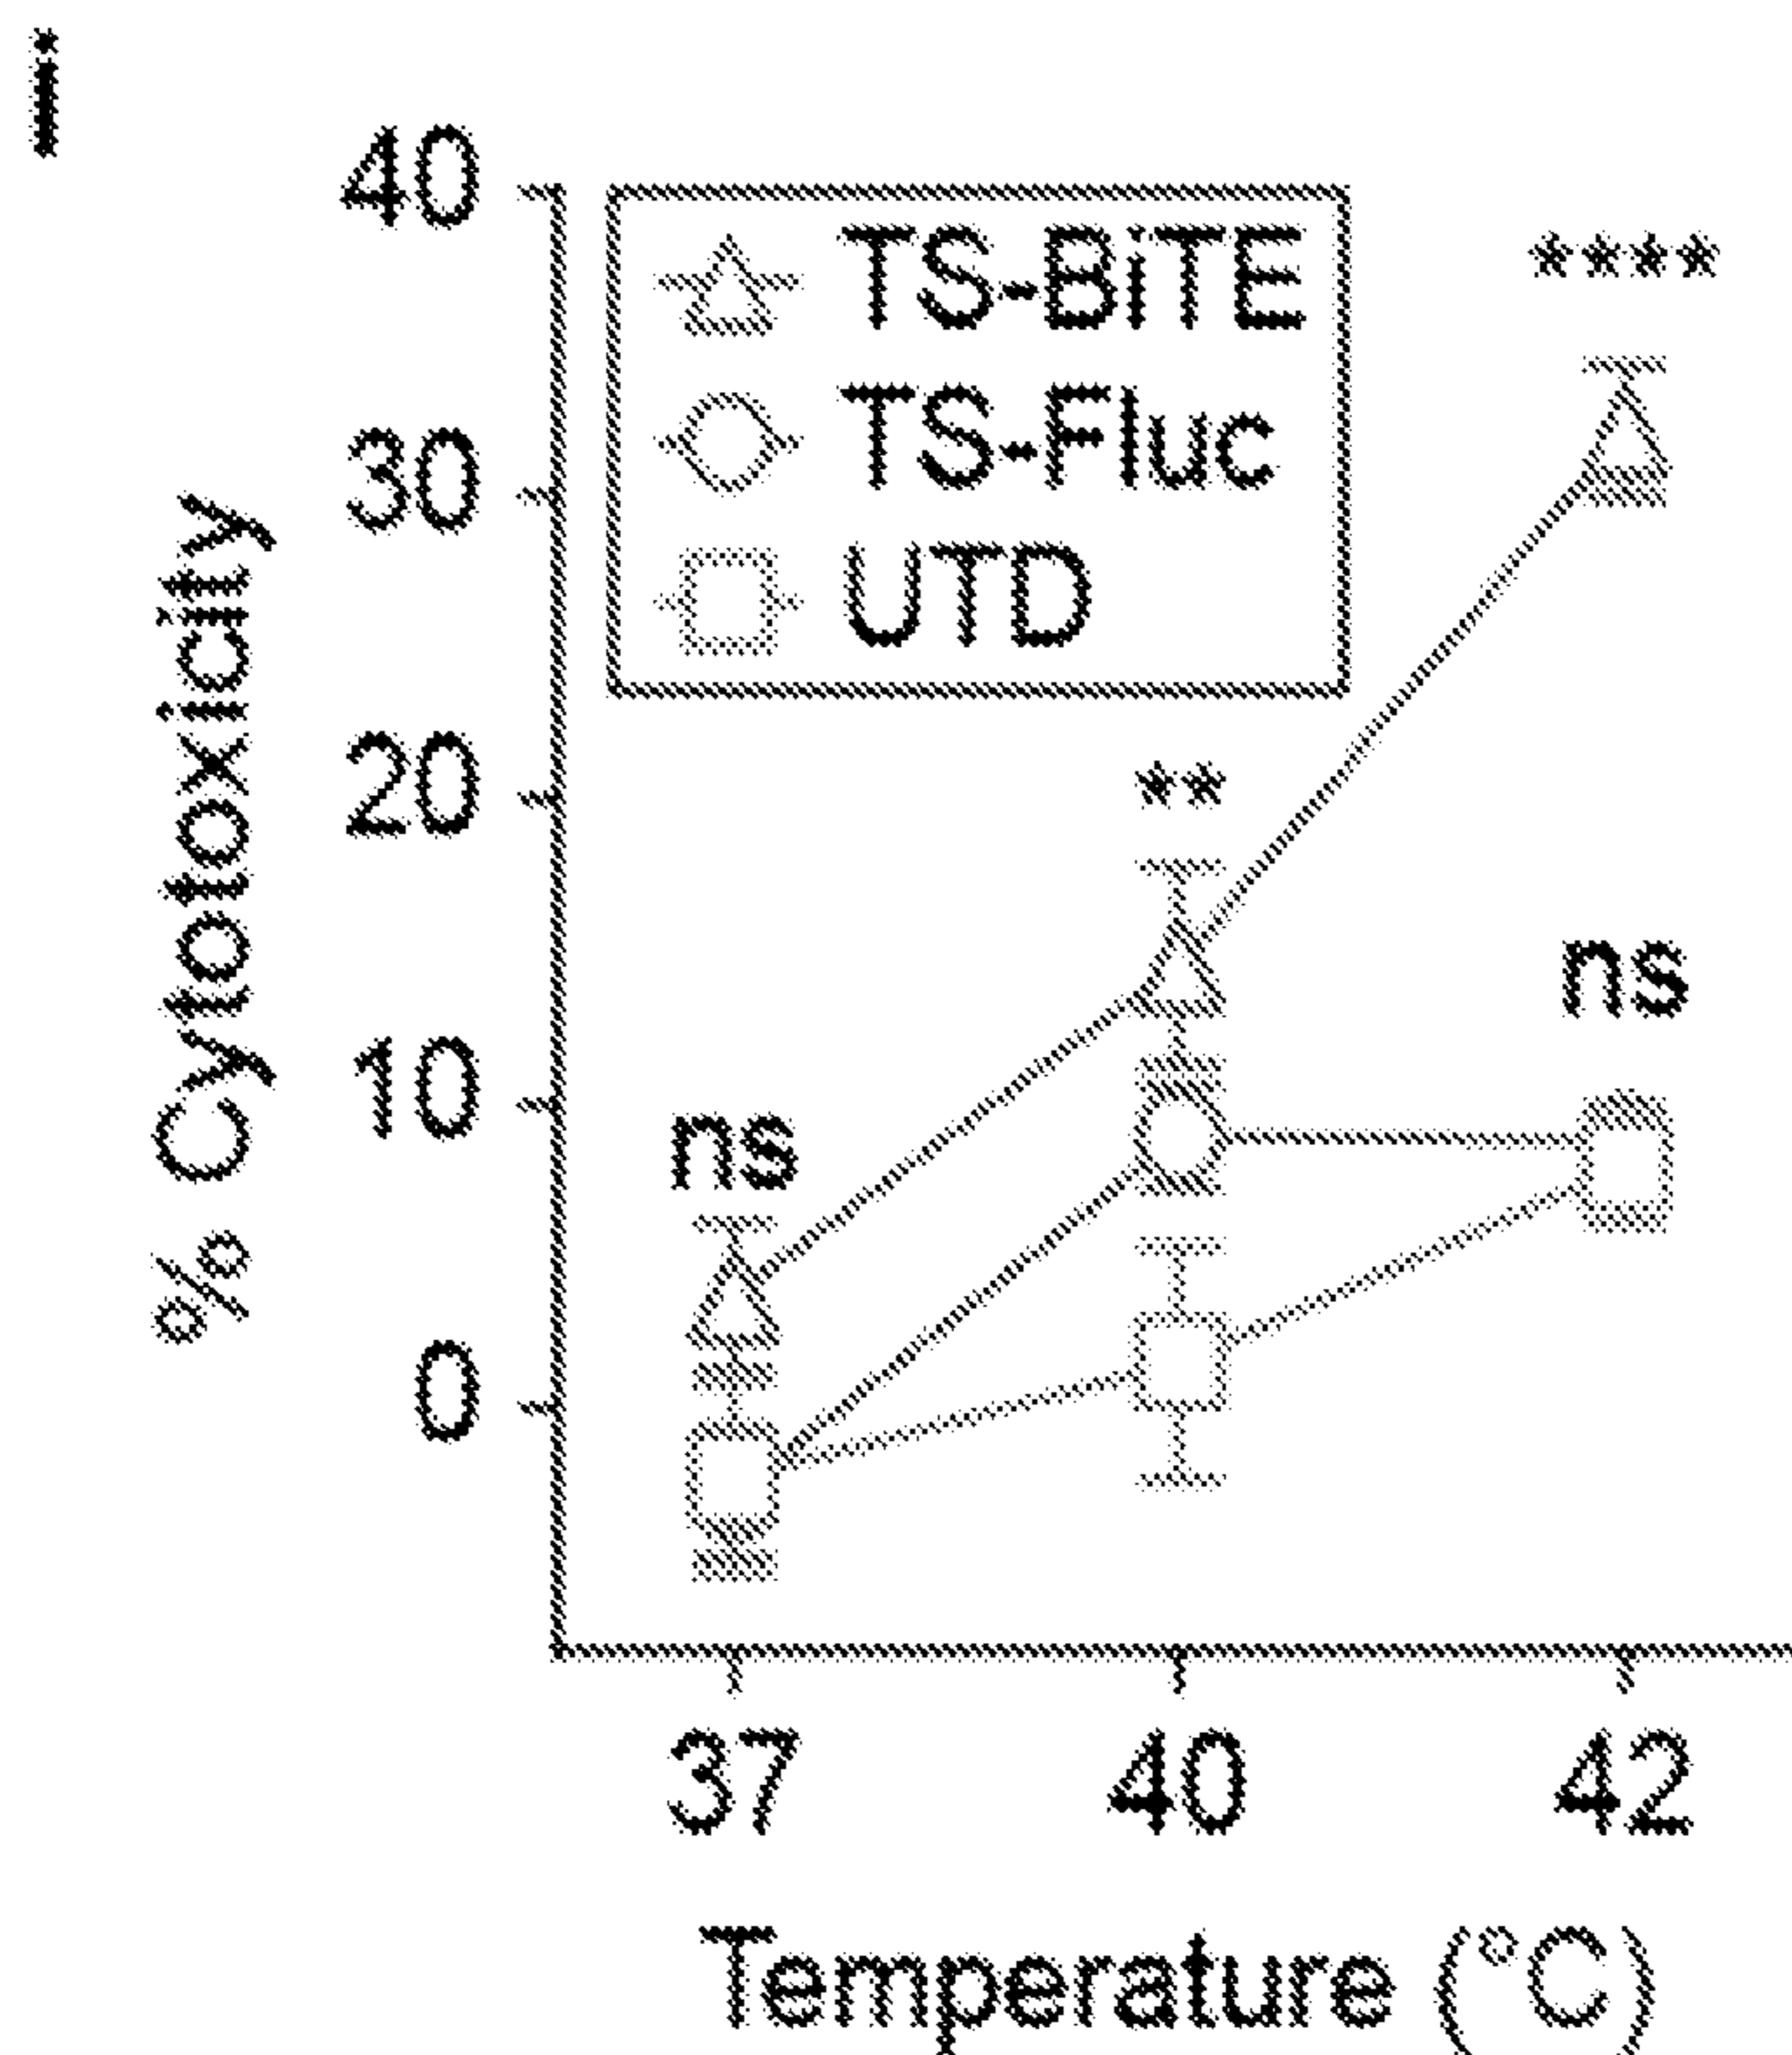 i
40
30
20
10
0
% Cytotoxicity
TS-BiTE
TS-Fluc
UTD
****
**
ns
ns
37 40 42
Temperature (°C)